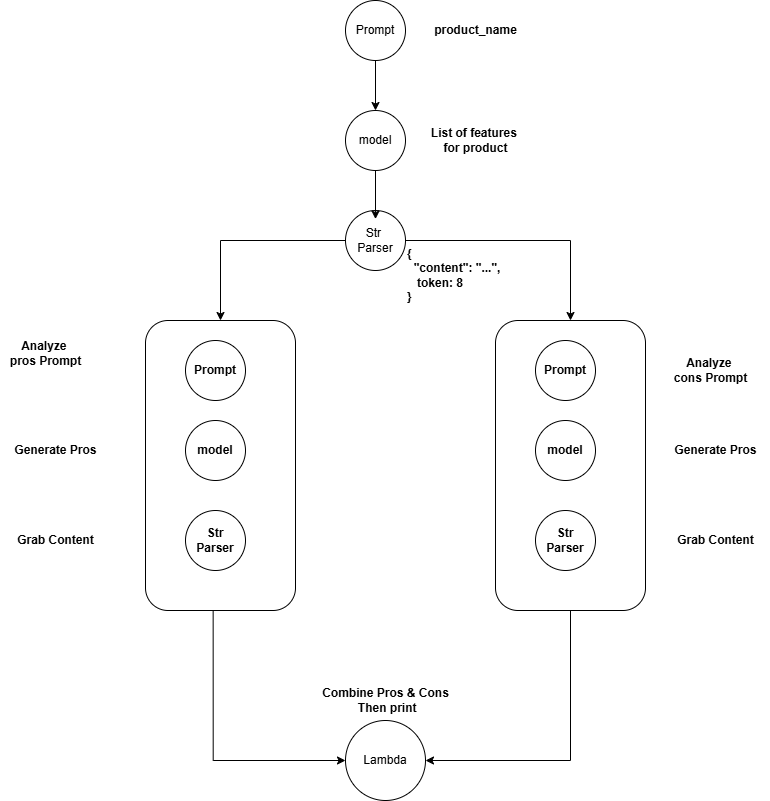 Prompt
product_name
model
List of features
for product
Str
Parser
{
"content": "...",
token: 8
}
Analyze
pros Prompt
Prompt
Generate Pros
model
Grab Content
Str
Parser
Prompt
Analyze
cons Prompt
model
Generate Pros
Str
Parser
Grab Content
Combine Pros & Cons
Then print
Lambda